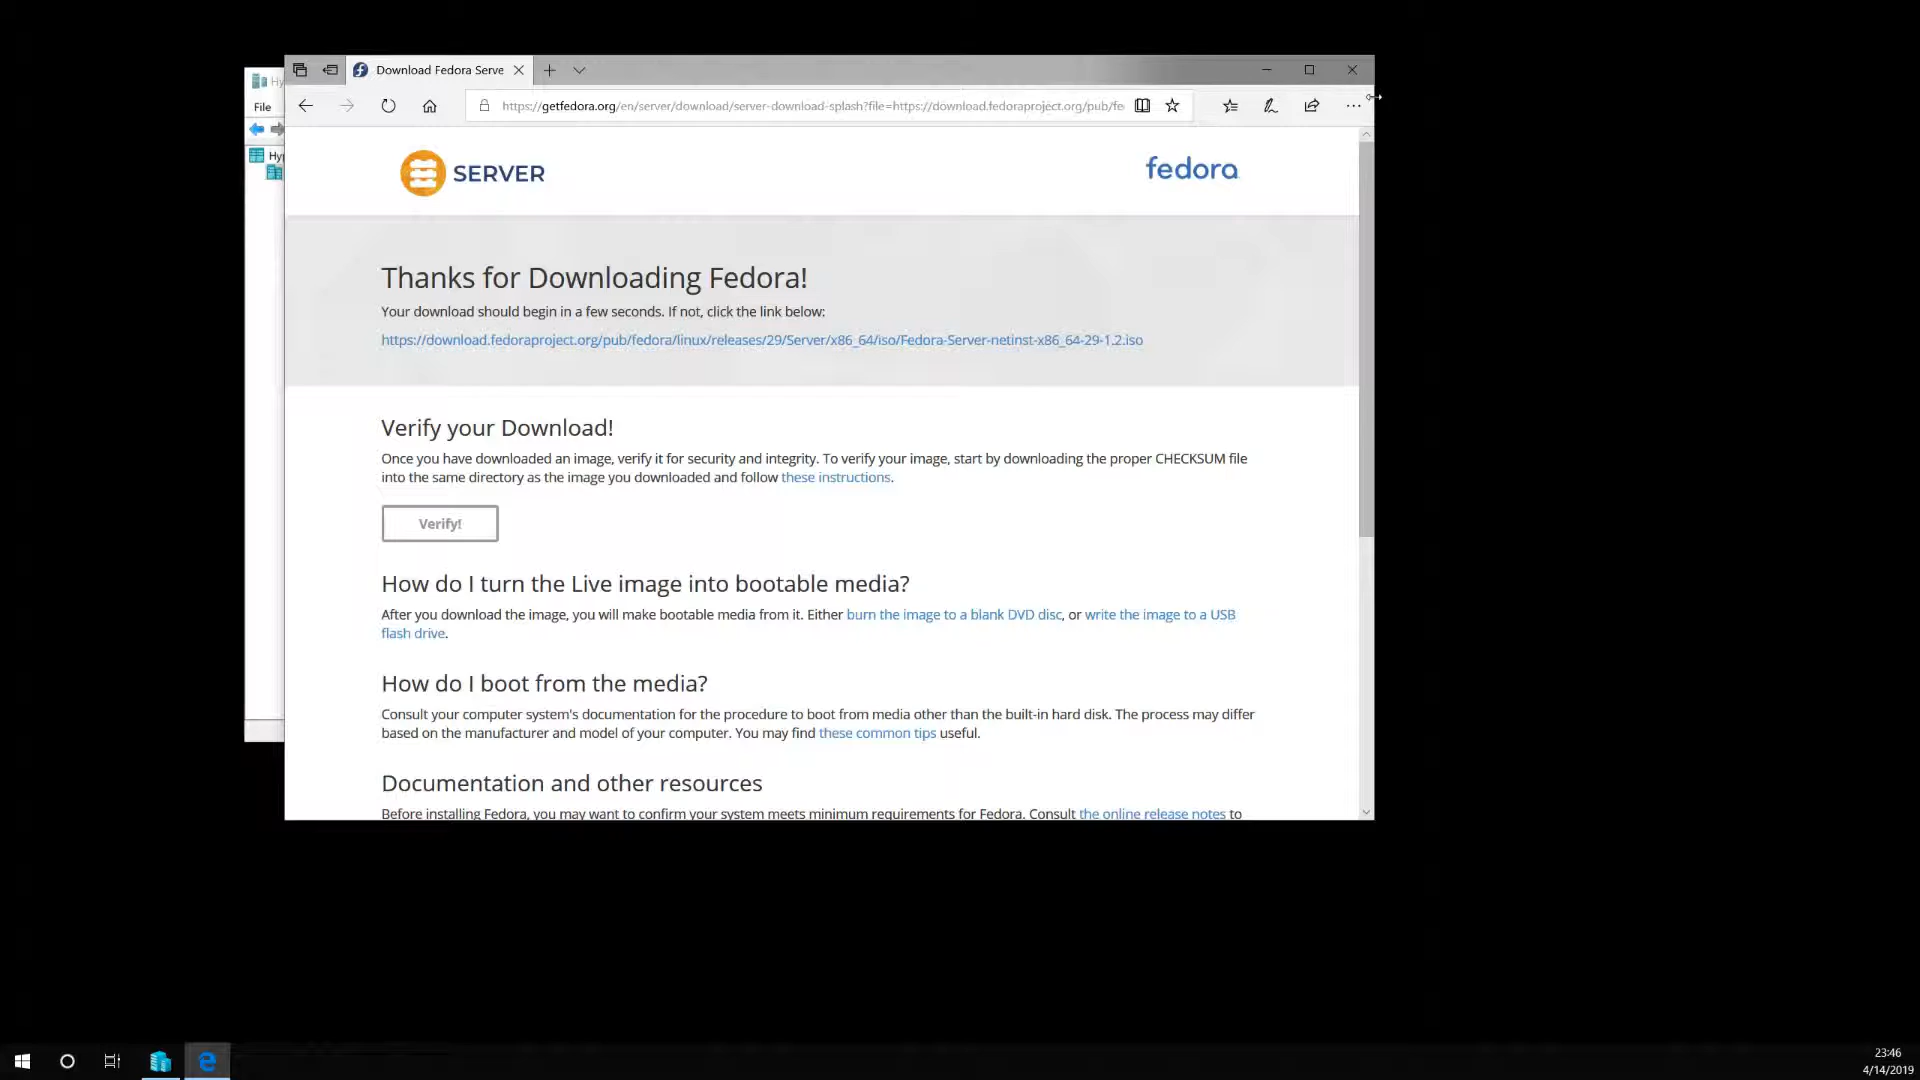 Download Fedora Serve
https://getfedora.org/en/server/download/server-download-splash?file=https://download.fedoraproject.org/pub/fe
Hy
File
Hyp
SERVER
fedora
Thanks for Downloading Fedora!
Your download should begin in a few seconds. If not, click the link below:
https://download.fedoraproject.org/pub/fedora/linux/releases/29/Server/x86_64/iso/Fedora-Server-netinst-x86_64-29-1.2.iso
Verify your Download!
Once you have downloaded an image, verify it for security and integrity. To verify your image, start by downloading the proper CHECKSUM file
into the same directory as the image you downloaded and follow these instructions.
Verify!
How do I turn the Live image into bootable media?
After you download the image, you will make bootable media from it. Either burn the image to a blank DVD disc, or write the image to a USB
flash drive.
How do I boot from the media?
Consult your computer system's documentation for the procedure to boot from media other than the built-in hard disk. The process may differ
based on the manufacturer and model of your computer. You may find these common tips useful.
Documentation and other resources
Before installing Fedora, you may want to confirm your system meets minimum requirements for Fedora. Consult the online release notes to
23:46
4/14/2019